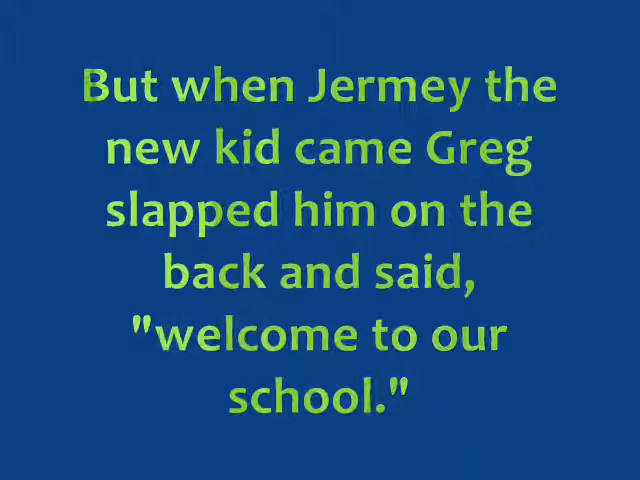 But when Jermey the
new kid came Greg
slapped him on the
back and said,
"welcome to our
school."